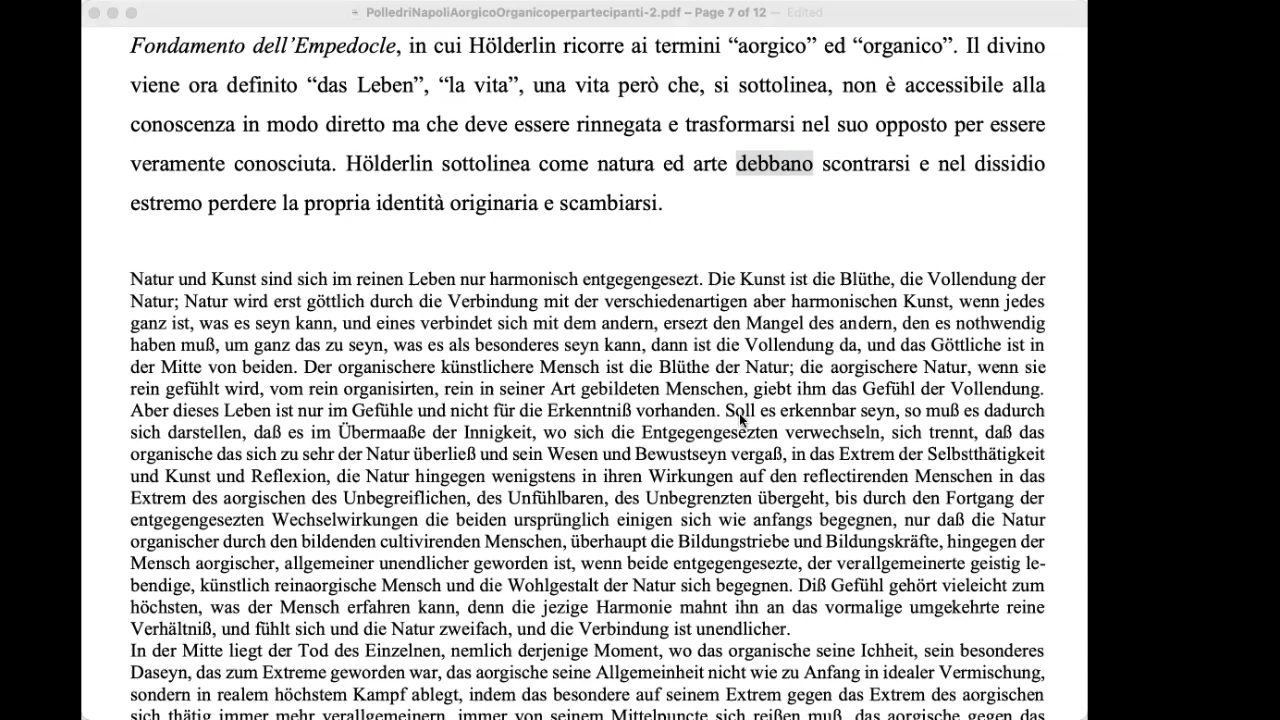 PolledriNapoliAorgicoOrganicoperpartecipanti-2.pdf – Page 7 of 12 — Edited
Fondamento dell’Empedocle, in cui Hölderlin ricorre ai termini “aorgico” ed “organico”. Il divino
viene ora definito “das Leben”, “la vita”, una vita però che, si sottolinea, non è accessibile alla
conoscenza in modo diretto ma che deve essere rinnegata e trasformarsi nel suo opposto per essere
veramente conosciuta. Hölderlin sottolinea come natura ed arte debbano scontrarsi e nel dissidio
estremo perdere la propria identità originaria e scambiarsi.
Natur und Kunst sind sich im reinen Leben nur harmonisch entgegengesezt. Die Kunst ist die Blüthe, die Vollendung der
Natur; Natur wird erst göttlich durch die Verbindung mit der verschiedenartigen aber harmonischen Kunst, wenn jedes
ganz ist, was es seyn kann, und eines verbindet sich mit dem andern, ersezt den Mangel des andern, den es nothwendig
haben muß, um ganz das zu seyn, was es als besonderes seyn kann, dann ist die Vollendung da, und das Göttliche ist in
der Mitte von beiden. Der organischere künstlichere Mensch ist die Blüthe der Natur; die aorgischere Natur, wenn sie
rein gefühlt wird, vom rein organisirten, rein in seiner Art gebildeten Menschen, giebt ihm das Gefühl der Vollendung.
Aber dieses Leben ist nur im Gefühle und nicht für die Erkenntniß vorhanden. Soll es erkennbar seyn, so muß es dadurch
sich darstellen, daß es im Übermaaße der Innigkeit, wo sich die Entgegengesezten verwechseln, sich trennt, daß das
organische das sich zu sehr der Natur überließ und sein Wesen und Bewustseyn vergaß, in das Extrem der Selbstthätigkeit
und Kunst und Reflexion, die Natur hingegen wenigstens in ihren Wirkungen auf den reflectirenden Menschen in das
Extrem des aorgischen des Unbegreiflichen, des Unfühlbaren, des Unbegrenzten übergeht, bis durch den Fortgang der
entgegengesezten Wechselwirkungen die beiden ursprünglich einigen sich wie anfangs begegnen, nur daß die Natur
organischer durch den bildenden cultivirenden Menschen, überhaupt die Bildungstriebe und Bildungskräfte, hingegen der
Mensch aorgischer, allgemeiner unendlicher geworden ist, wenn beide entgegengesezte, der verallgemeinerte geistig le-
bendige, künstlich reinaorgische Mensch und die Wohlgestalt der Natur sich begegnen. Diß Gefühl gehört vieleicht zum
höchsten, was der Mensch erfahren kann, denn die jezige Harmonie mahnt ihn an das vormalige umgekehrte reine
Verhältniß, und fühlt sich und die Natur zweifach, und die Verbindung ist unendlicher.
In der Mitte liegt der Tod des Einzelnen, nemlich derjenige Moment, wo das organische seine Ichheit, sein besonderes
Daseyn, das zum Extreme geworden war, das aorgische seine Allgemeinheit nicht wie zu Anfang in idealer Vermischung,
sondern in realem höchstem Kampf ablegt, indem das besondere auf seinem Extrem gegen das Extrem des aorgischen
sich thätig immer mehr verallgemeinern, immer von seinem Mittelpuncte sich reißen muß, das aorgische gegen das